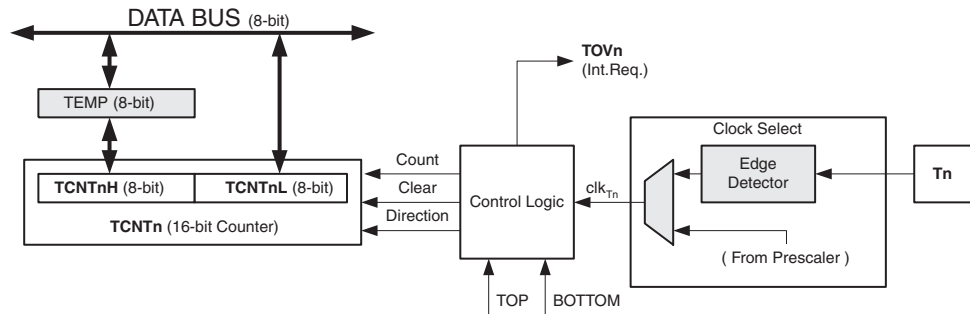 DATA BUS (8-bit)
TOVn
(Int.Req.)
TEMP (8-bit)
Clock Select
Count
Edge
Detector
Tn
TCNTnH (8-bit) TCNTnL (8-bit)
Clear
Control Logic
clkTn
TCNTn (16-bit Counter)
Direction
( From Prescaler )
TOP
BOTTOM